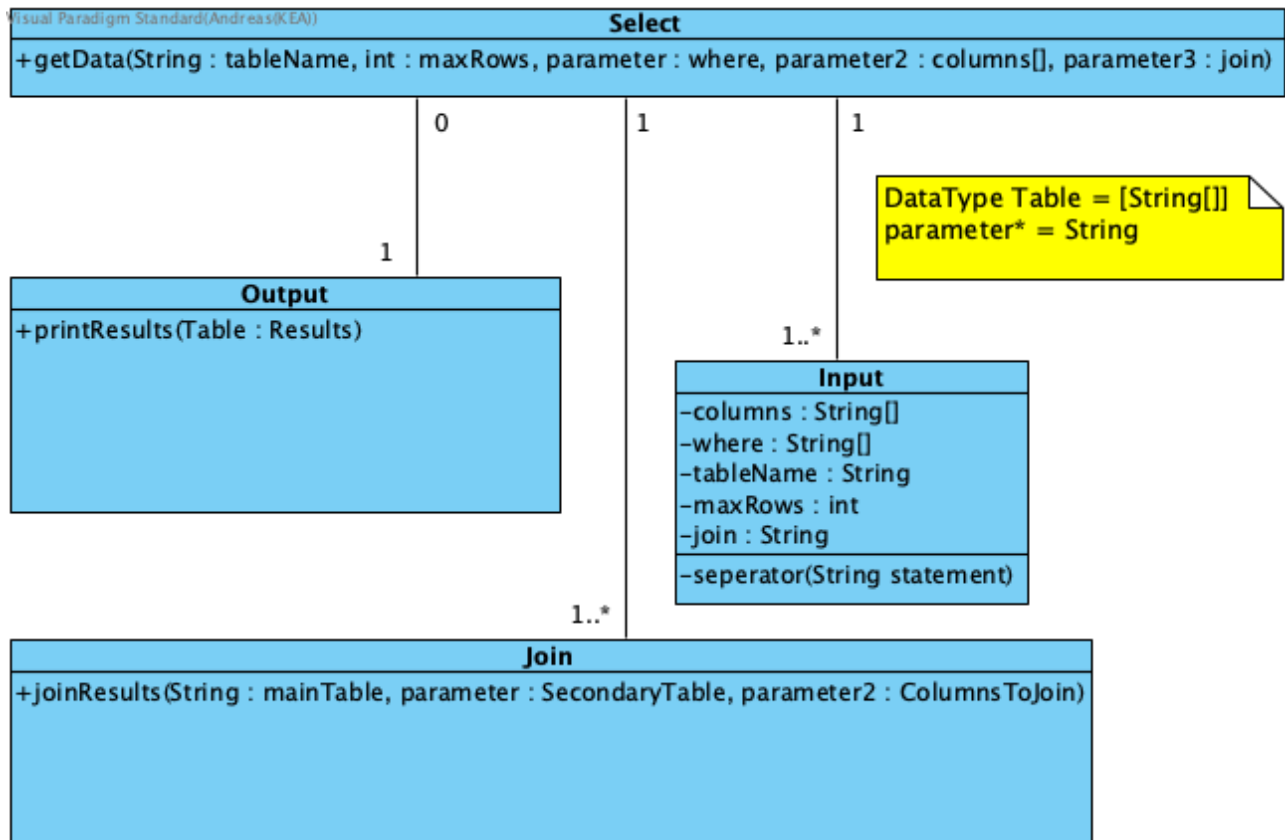 Visual Paradigm Standard(Andreas(KEA))
Select
+getData(String : tableName, int : maxRows, parameter : where, parameter2 : columns[], parameter3 : join)
0
1
1
DataType Table = [String[]]
parameter* = String
1
Output
+printResults(Table : Results)
1..*
Input
-columns : String[]
-where : String[]
-tableName : String
-maxRows : int
-join : String
-seperator(String statement)
1..*
Join
+joinResults(String : mainTable, parameter : SecondaryTable, parameter2 : ColumnsToJoin)